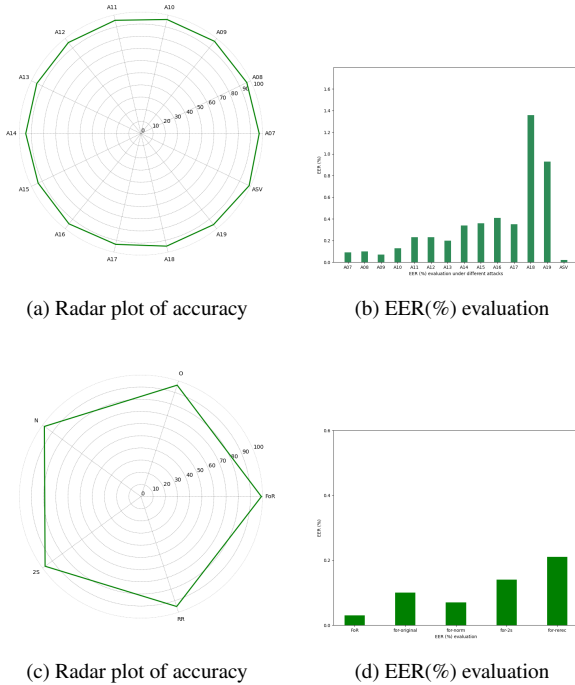 A11
A10
A12
A09
A13
A08
A14
A07
A15
ASV
A16
A19
A17
A18
0 10 20 30 40 50 60 70 80 90 100
EER (%)
1.6
1.4
1.2
1.0
0.8
0.6
0.4
0.2
0.0
A07 A08 A09 A10 A11 A12 A13 A14 A15 A16 A17 A18 A19 ASV
EER (%) evaluation under different attacks
(a) Radar plot of accuracy
(b) EER(%) evaluation
O
N
FoR
2S
RR
0 10 20 30 40 50 60 70 80 90 100
EER (%)
0.6
0.4
0.2
0.0
FoR for-original for-norm for-2s for-rerec
EER (%) evaluation
(c) Radar plot of accuracy
(d) EER(%) evaluation